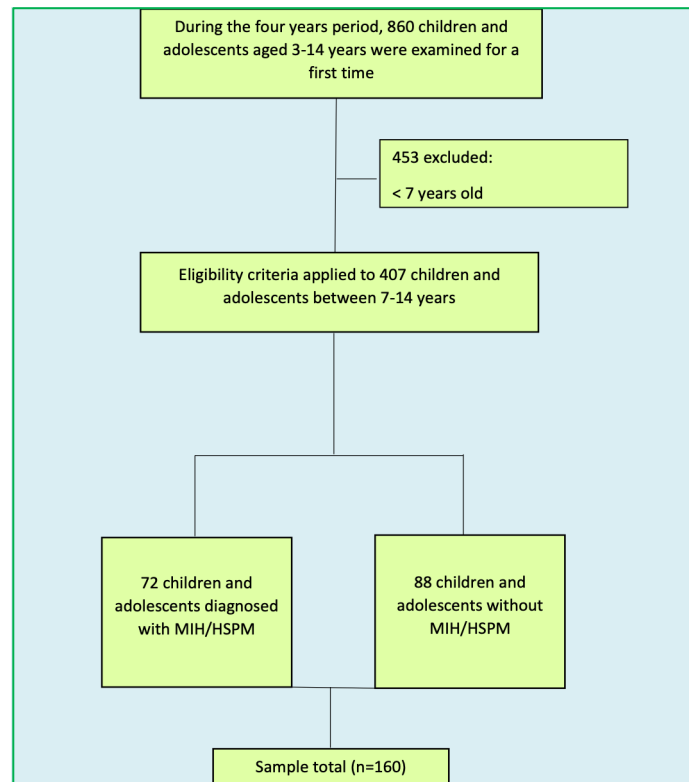 During the four years period, 860 children and
adolescents aged 3-14 years were examined for a
first time
453 excluded:
< 7 years old
Eligibility criteria applied to 407 children and
adolescents between 7-14 years
72 children and
adolescents diagnosed
with MIH/HSPM
88 children and
adolescents without
MIH/HSPM
Sample total (n=160)